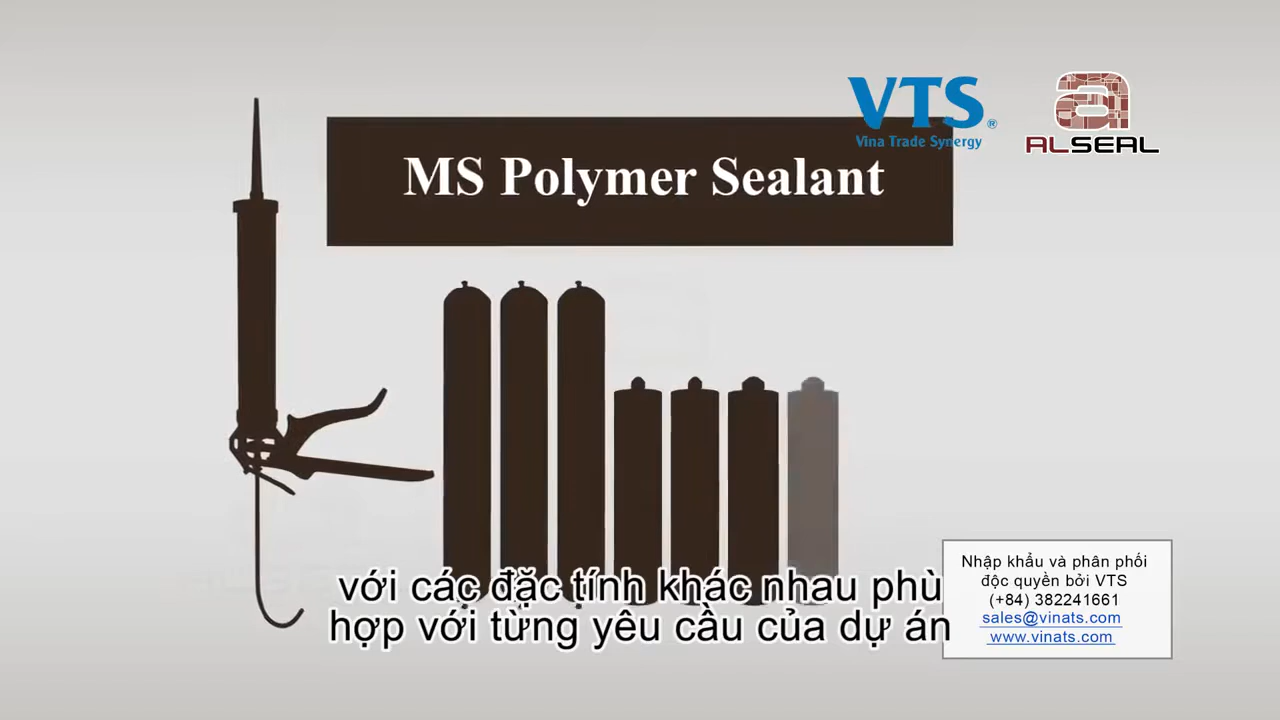 VTS®
Vina Trade Synergy
a
ALSEAL
MS Polymer Sealant
với các đặc tính khác nhau phù
hợp với từng yêu cầu của dự án
Nhập khẩu và phân phối
độc quyền bởi VTS
(+84) 382241661
sales@vinats.com
www.vinats.com